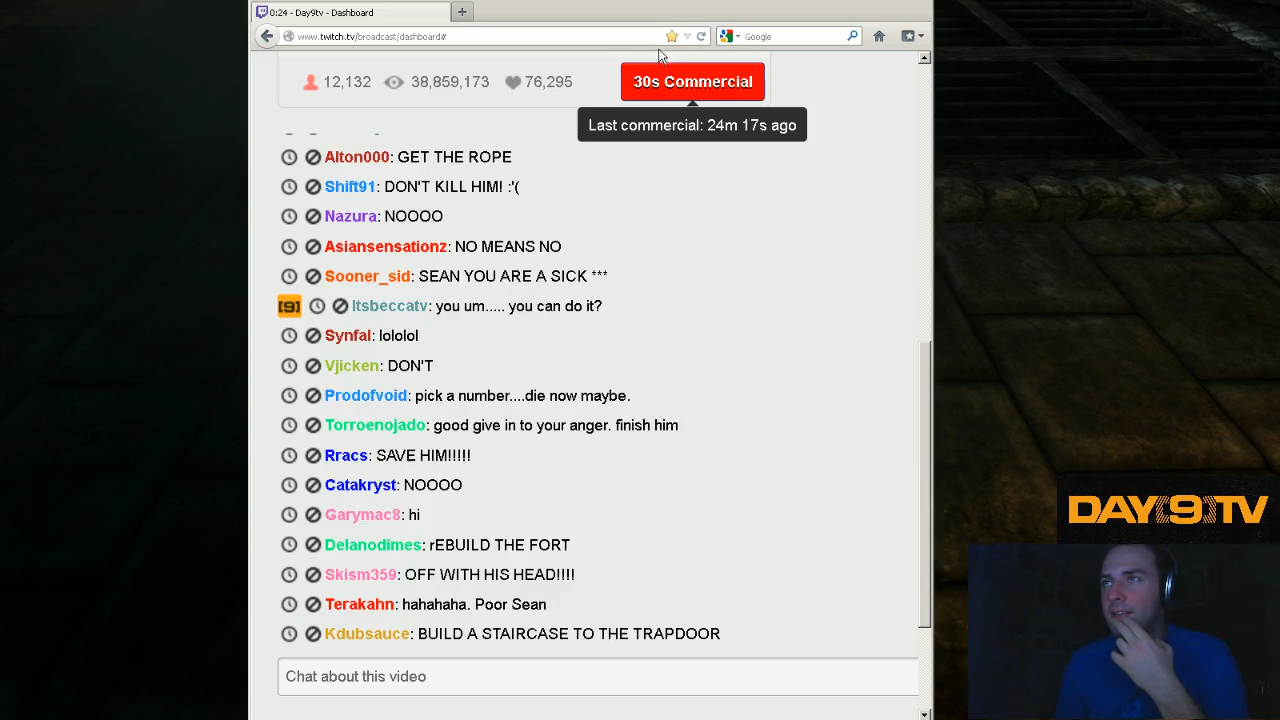 0:24 - Day9tv - Dashboard
www.twitch.tv/broadcast/dashboard#
Google
12,132 38,859,173 76,295
30s Commercial
Last commercial: 24m 17s ago
Alton000: GET THE ROPE
Shift91: DON'T KILL HIM! :'(
Nazura: NOOOO
Asiansensationz: NO MEANS NO
Sooner_sid: SEAN YOU ARE A SICK ***
[9] Itsbeccatv: you um..... you can do it?
Synfal: lololol
Vjicken: DON'T
Prodofvoid: pick a number....die now maybe.
Torroenojado: good give in to your anger. finish him
Rracs: SAVE HIM!!!!!
Catakryst: NOOOO
Garymac8: hi
Delanodimes: rEBUILD THE FORT
Skism359: OFF WITH HIS HEAD!!!!
Terakahn: hahahaha. Poor Sean
Kdubsauce: BUILD A STAIRCASE TO THE TRAPDOOR
Chat about this video
DAY[9]TV